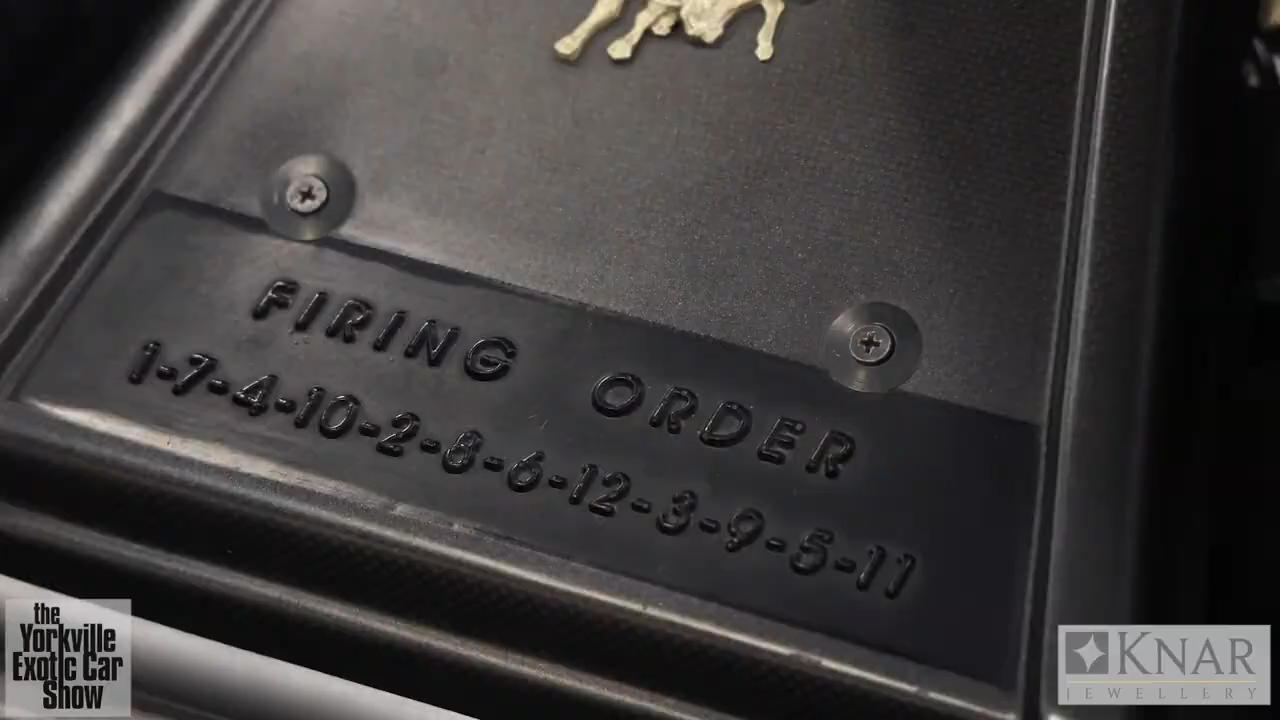 FIRING ORDER
1-7-4-10-2-8-6-12-3-9-5-11
the
Yorkville
Exotic Car
Show
KNAR
JEWELLERY